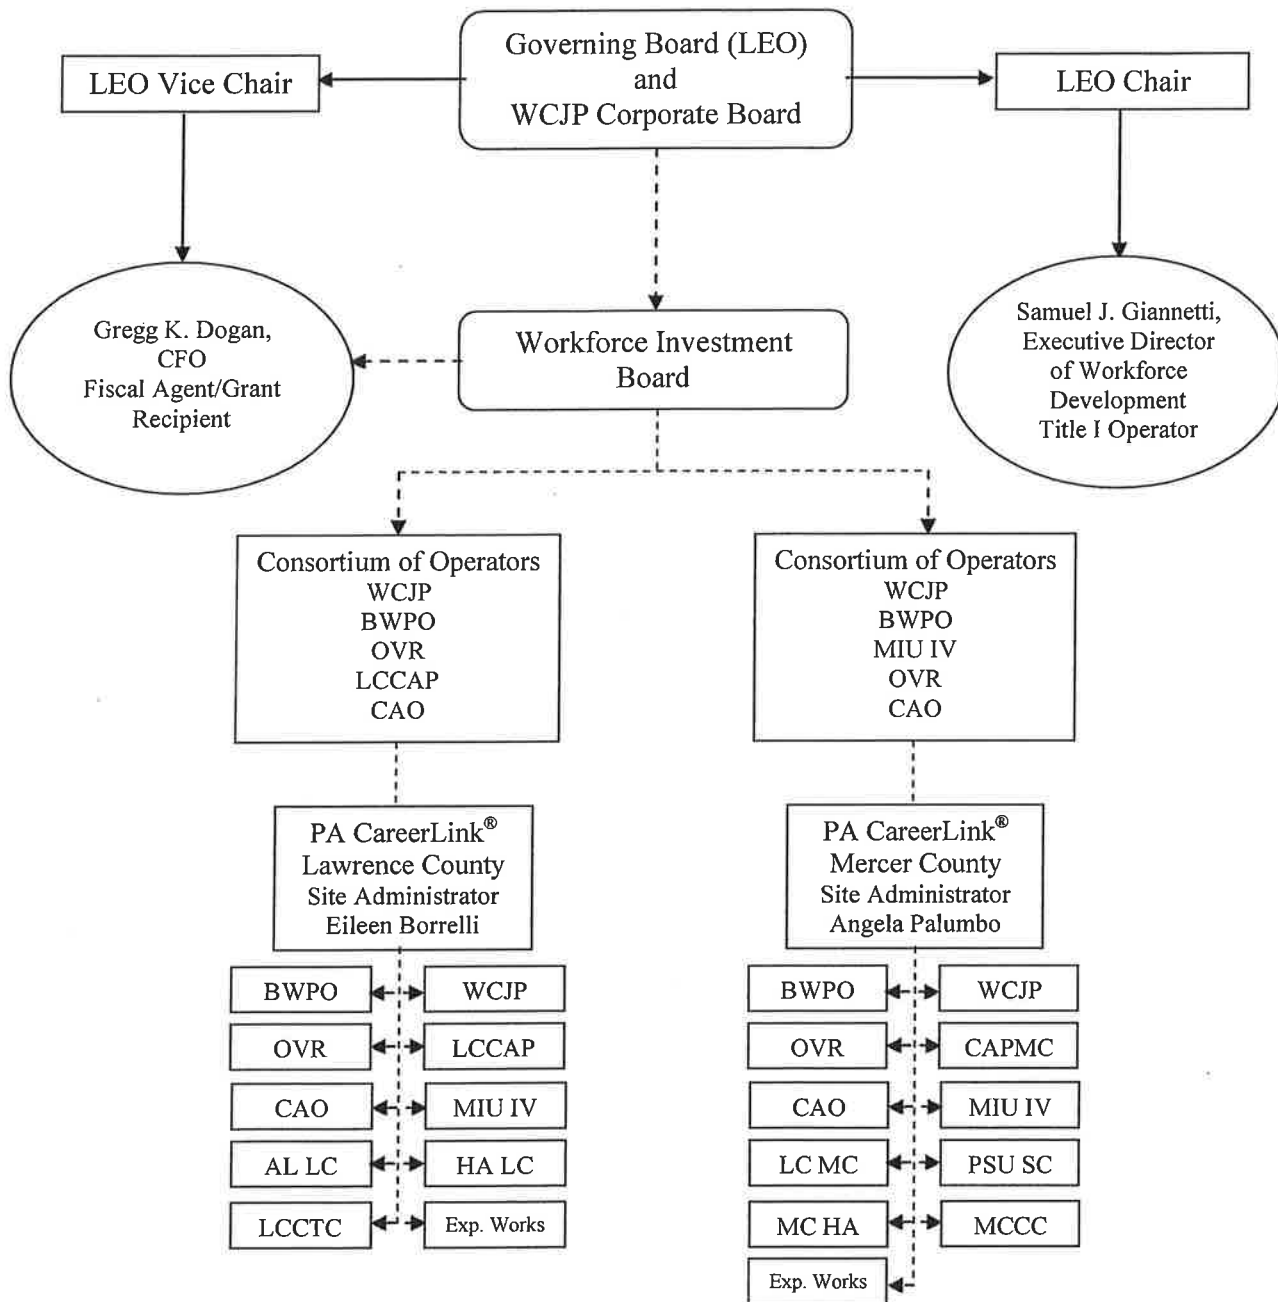 Governing Board (LEO)
and
WCJP Corporate Board
LEO Vice Chair
LEO Chair
Gregg K. Dogan,
CFO
Fiscal Agent/Grant
Recipient
Workforce Investment
Board
Samuel J. Giannetti,
Executive Director
of Workforce
Development
Title I Operator
Consortium of Operators
WCJP
BWPO
OVR
LCCAP
CAO
Consortium of Operators
WCJP
BWPO
MIU IV
OVR
CAO
PA CareerLink®
Lawrence County
Site Administrator
Eileen Borrelli
PA CareerLink®
Mercer County
Site Administrator
Angela Palumbo
BWPO
WCJP
OVR
LCCAP
CAO
MIU IV
AL LC
HA LC
LCCTC
Exp. Works
BWPO
WCJP
OVR
CAPMC
CAO
MIU IV
LC MC
PSU SC
MC HA
MCCC
Exp. Works